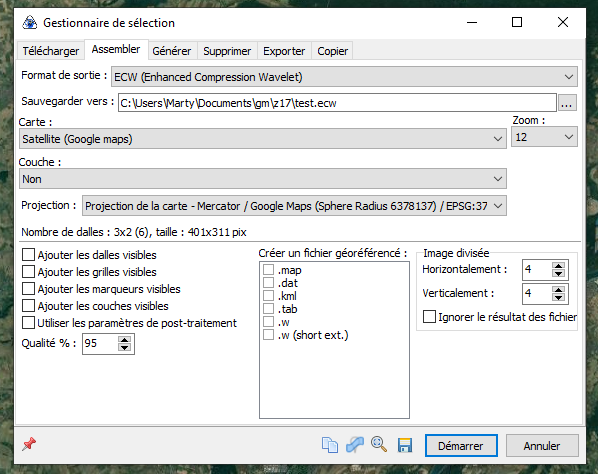 Gestionnaire de sélection
Télécharger Assembler Générer Supprimer Exporter Copier
Format de sortie : ECW (Enhanced Compression Wavelet)
Sauvegarder vers : C:\Users\Marty\Documents\gm\z17\test.ecw ...
Carte : Zoom :
Satellite (Google maps) 12
Couche :
Non
Projection : Projection de la carte - Mercator / Google Maps (Sphere Radius 6378137) / EPSG:37
Nombre de dalles : 3x2 (6), taille : 401x311 pix
Ajouter les dalles visibles
Ajouter les grilles visibles
Ajouter les marqueurs visibles
Ajouter les couches visibles
Utiliser les paramètres de post-traitement
Qualité % : 95
Créer un fichier géoréférencé :
.map
.dat
.kml
.tab
.w
.w (short ext.)
Image divisée
Horizontalement : 4
Verticalement : 4
Ignorer le résultat des fichier
Démarrer Annuler